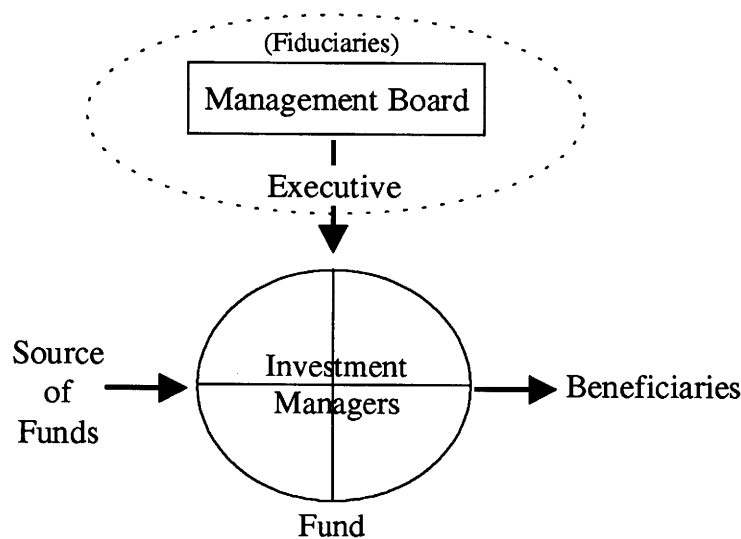 (Fiduciaries)
Management Board
Executive
Source
of
Funds
Investment
Managers
Beneficiaries
Fund